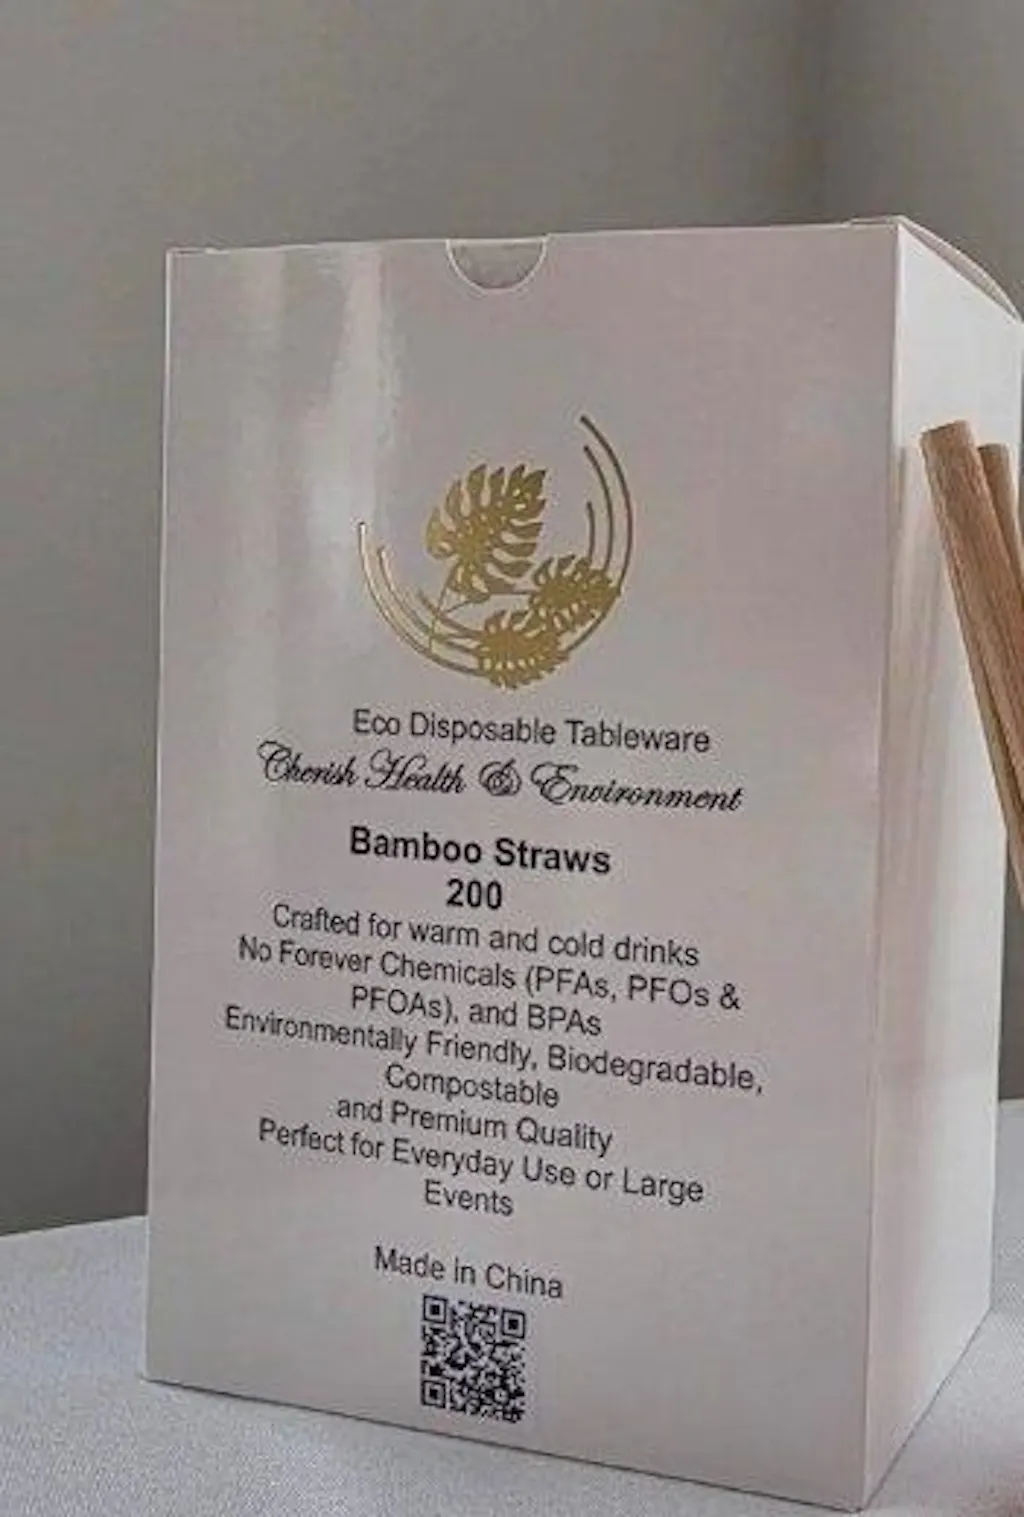 Eco Disposable Tableware
Cherish Health & Environment
Bamboo Straws
200
Crafted for warm and cold drinks
No Forever Chemicals (PFAs, PFOs &
PFOAs), and BPAs
Environmentally Friendly, Biodegradable,
Compostable
and Premium Quality
Perfect for Everyday Use or Large
Events
Made in China